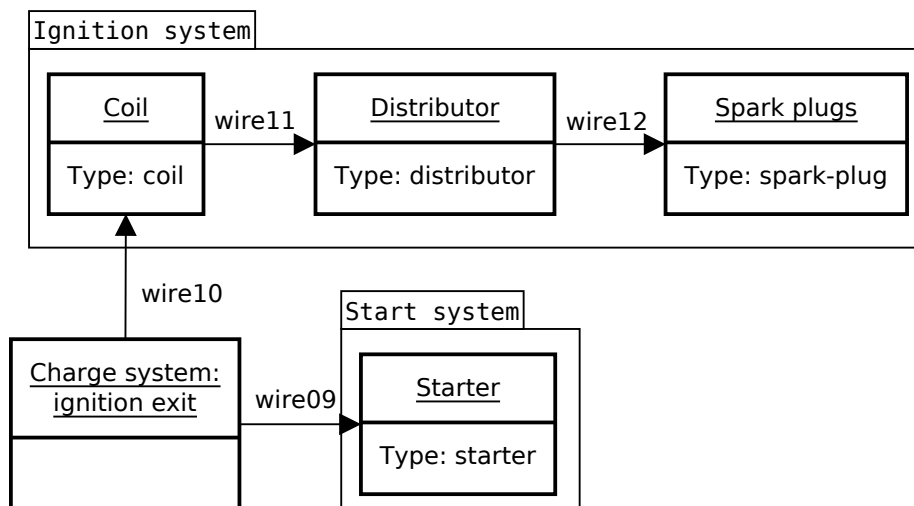 Ignition system
Coil
Type: coil
wire11
Distributor
Type: distributor
wire12
Spark plugs
Type: spark-plug
wire10
Charge system:
ignition exit
wire09
Start system
Starter
Type: starter